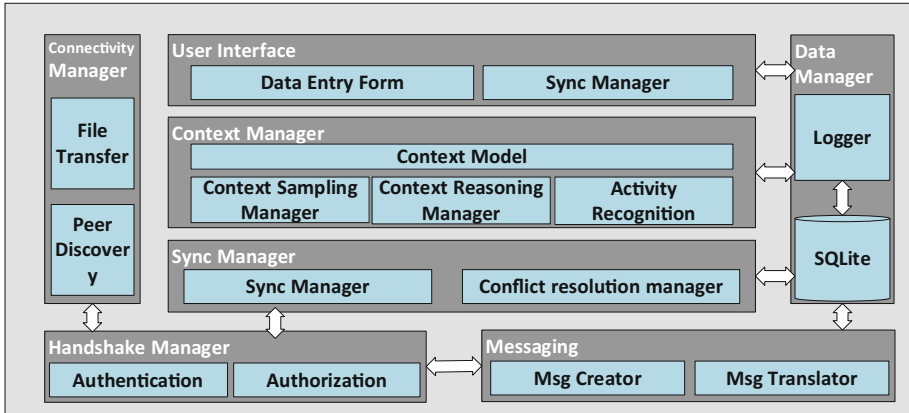 Connectivity
Manager
File
Transfer
Peer
Discover
y
User Interface
Data Entry Form
Sync Manager
Context Manager
Context Model
Context Sampling
Manager
Context Reasoning
Manager
Activity
Recognition
Sync Manager
Sync Manager
Conflict resolution manager
Data
Manager
Logger
SQLite
Handshake Manager
Authentication
Authorization
Messaging
Msg Creator
Msg Translator